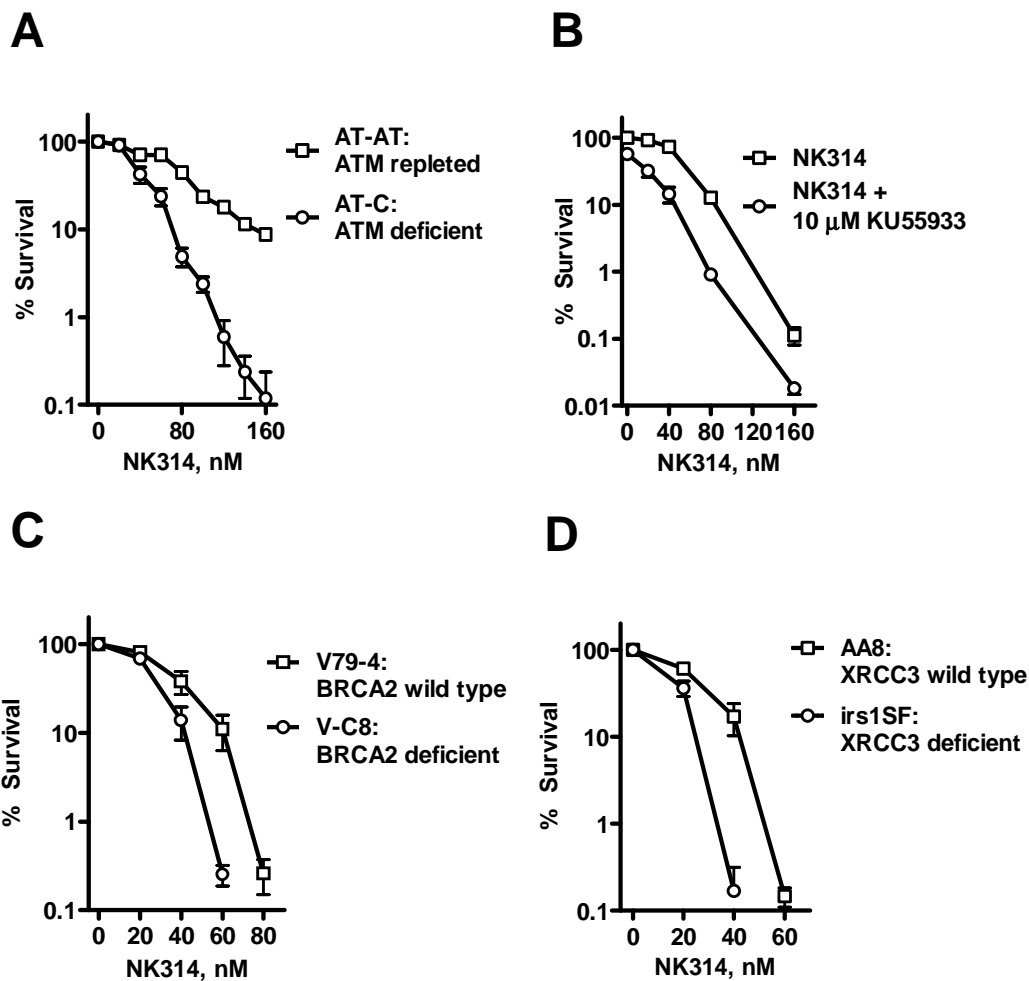 A
% Survival
100
10
1
0.1
0 80 160
NK314, nM
AT-AT:
ATM repleted
AT-C:
ATM deficient
B
% Survival
100
10
1
0.1
0.01
0 40 80 120 160
NK314, nM
NK314
NK314 +
10 μM KU55933
C
% Survival
100
10
1
0.1
0 20 40 60 80
NK314, nM
V79-4:
BRCA2 wild type
V-C8:
BRCA2 deficient
D
% Survival
100
10
1
0.1
0 20 40 60
NK314, nM
AA8:
XRCC3 wild type
irs1SF:
XRCC3 deficient